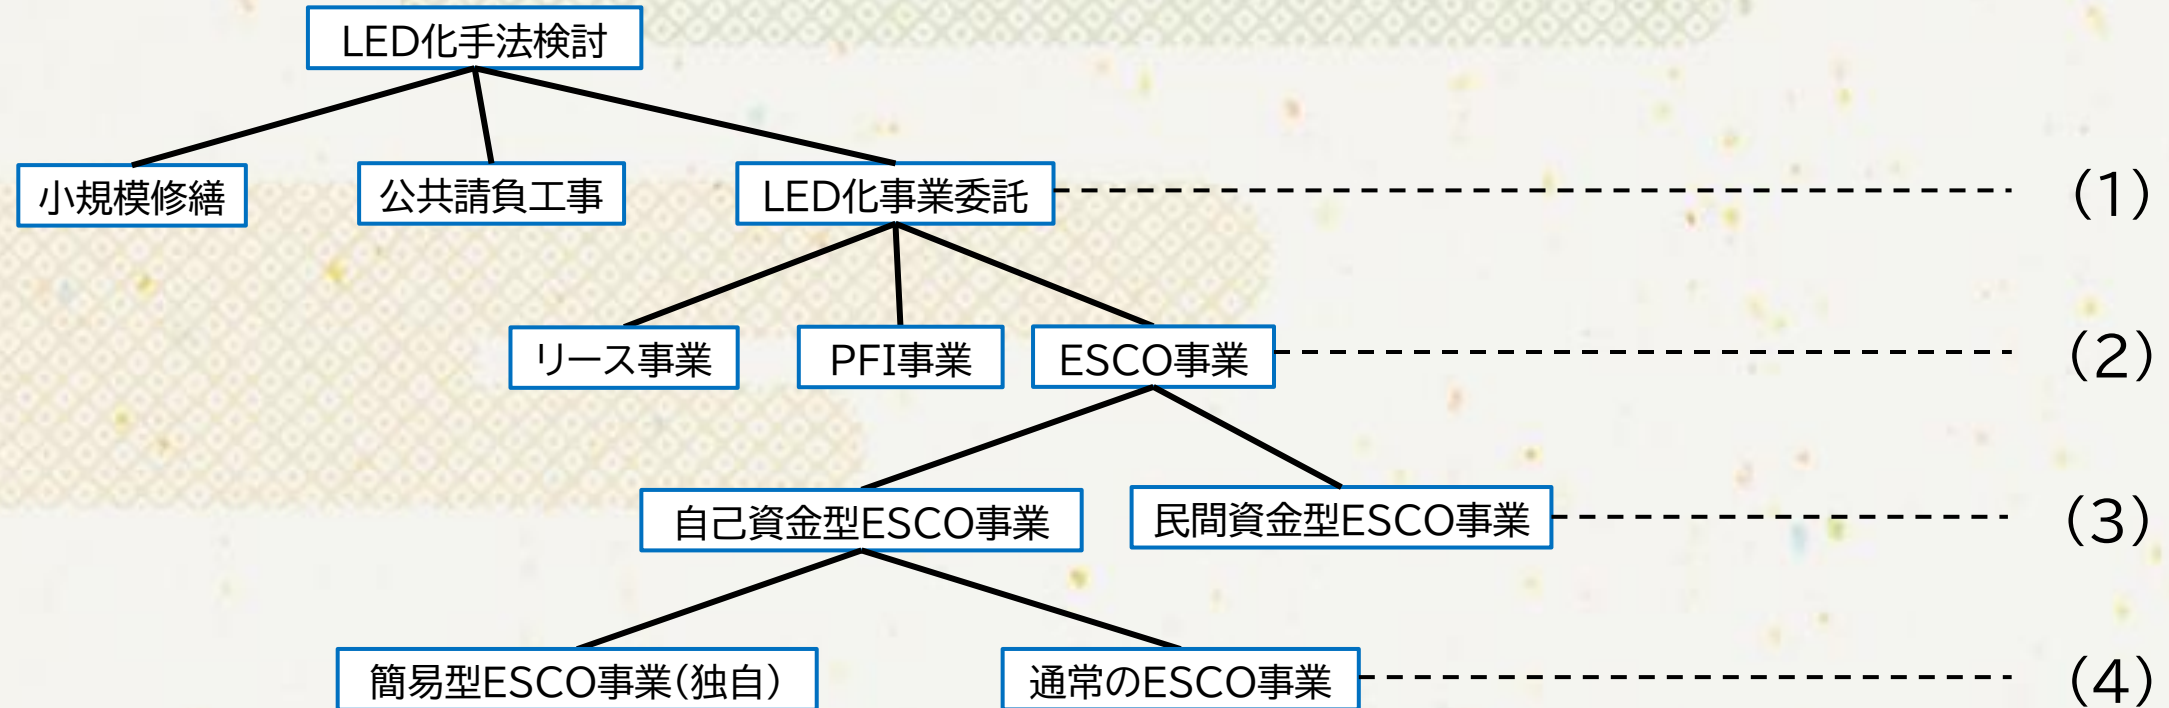 LED化手法検討
小規模修繕
公共請負工事
LED化事業委託
(1)
リース事業
PFI事業
ESCO事業
(2)
自己資金型ESCO事業
民間資金型ESCO事業
(3)
簡易型ESCO事業(独自)
通常のESCO事業
(4)